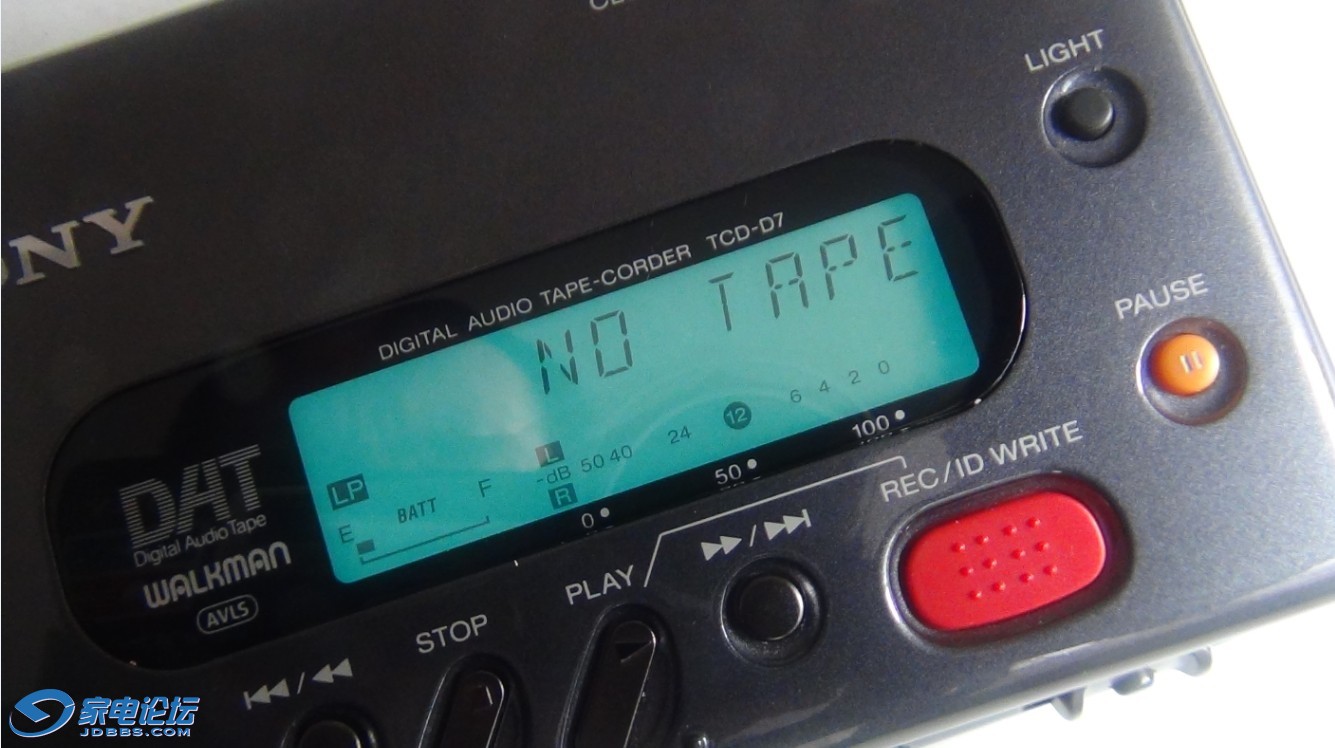 LIGHT
DIGITAL AUDIO TAPE-CORDER TCD-D7
NO TAPE
PAUSE
LP
E BATT F
L
-dB 50 40 24 12 6 4 2 0
R
0 50 100
DAT
Digital Audio Tape
WALKMAN
AVLS
REC/ID WRITE
PLAY
STOP
家电论坛
JDBBS.COM